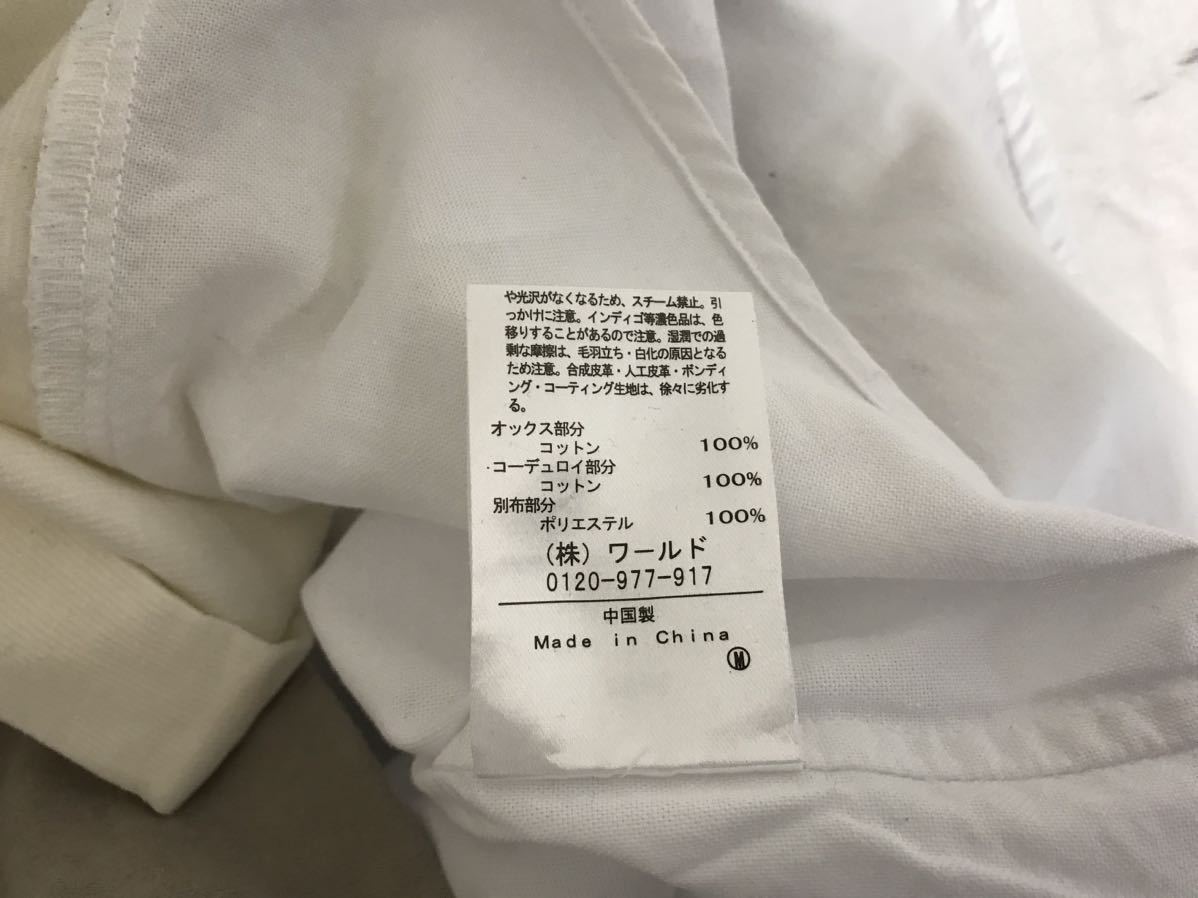 や光沢がなくなるため、スチーム禁止。引
っかけに注意。インディゴ等濃色品は、色
移りすることがあるので注意。湿潤での過
剰な摩擦は、毛羽立ち・白化の原因となる
ため注意。合成皮革・人工皮革・ボンディ
ング・コーティング生地は、徐々に劣化す
る。
オックス部分
コットン 100%
コーデュロイ部分
コットン 100%
別布部分
ポリエステル 100%
(株) ワールド
0120-977-917
中国製
Made in China
Ⓜ